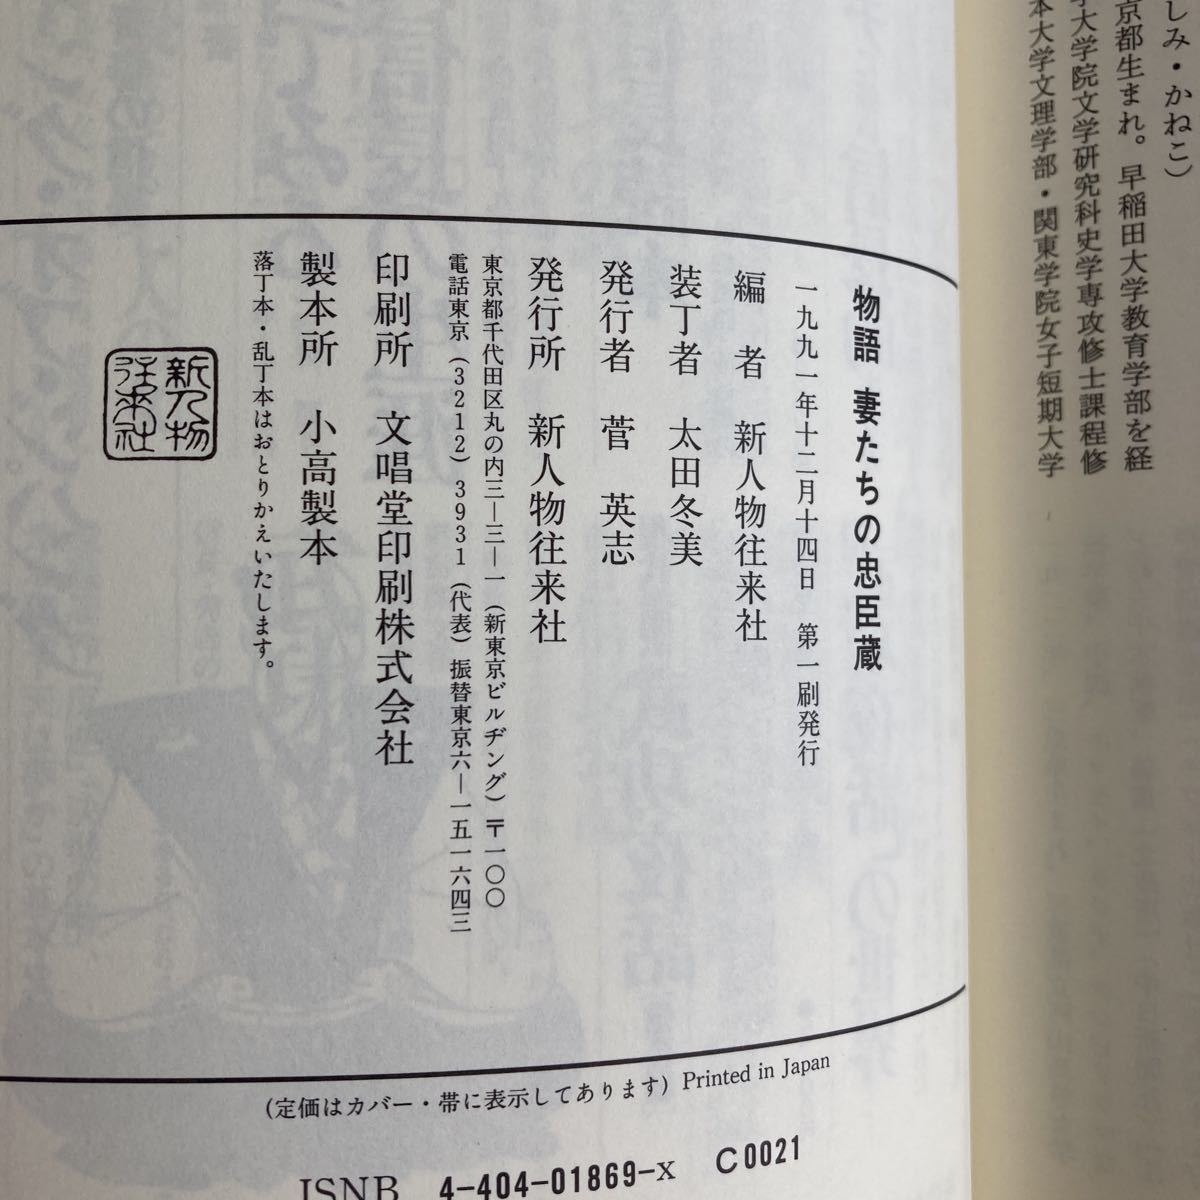 しみ・かねこ）
京都生まれ。早稲田大学教育学部を経
大学院文学研究科史学専攻修士課程修
本大学文理学部・関東学院女子短期大学
物語 妻たちの忠臣蔵
一九九一年十二月十四日 第一刷発行
編者 新人物往来社
装丁者 太田冬美
発行者 菅英志
発行所 新人物往来社
東京都千代田区丸の内三―三―一（新東京ビルヂング）〒一〇〇
電話東京（3212）3931（代表）振替東京六―一五一六四三
印刷所 文唱堂印刷株式会社
製本所 小高製本
落丁本・乱丁本はおとりかえいたします。
新人物
往来社
（定価はカバー・帯に表示してあります）Printed in Japan
ISNB 4-404-01869-X C0021